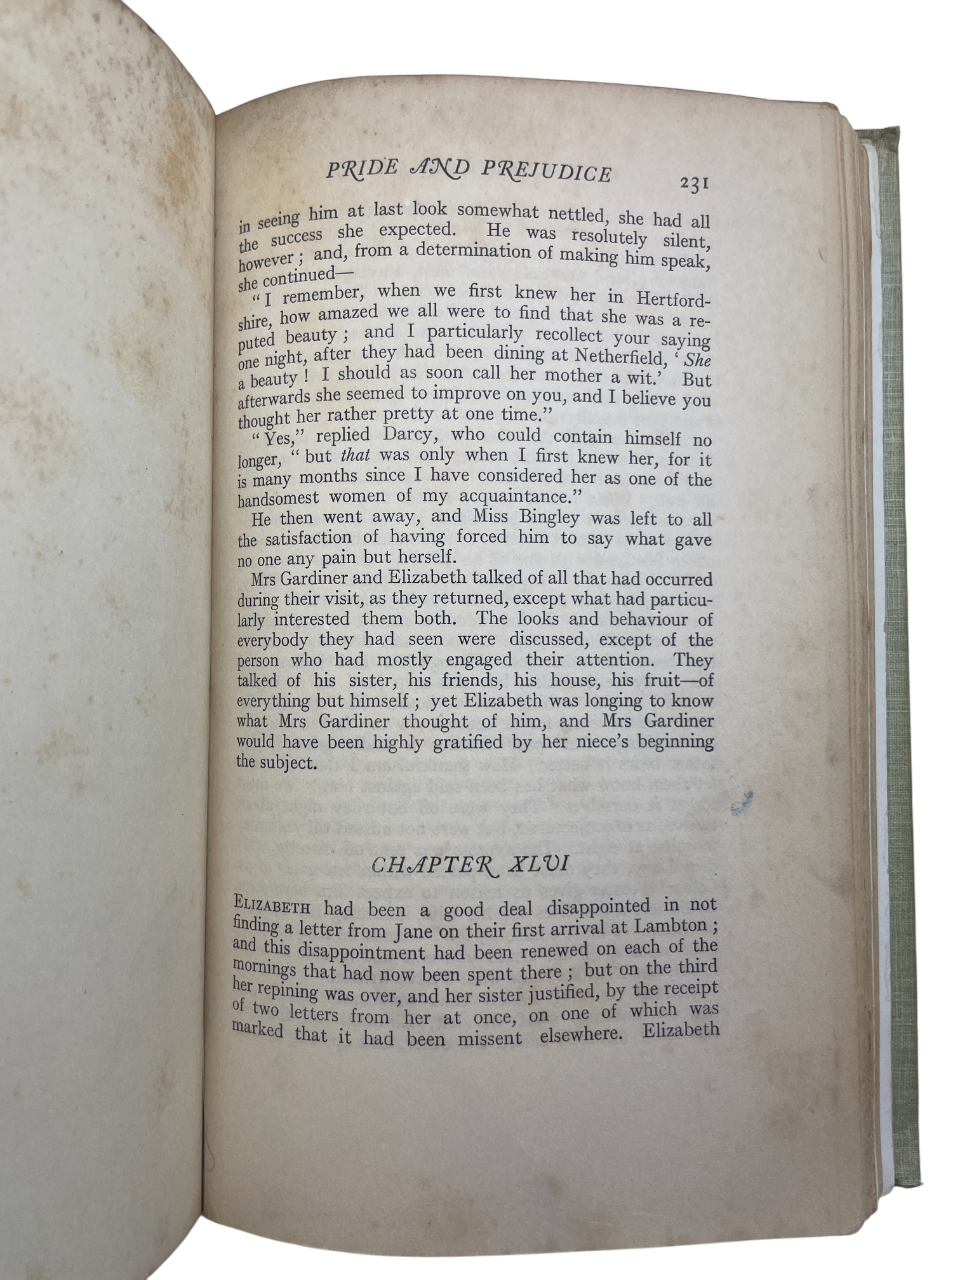 PRIDE AND PREJUDICE 231
in seeing him at last look somewhat nettled, she had all
the success she expected. He was resolutely silent,
however ; and, from a determination of making him speak,
she continued—
“ I remember, when we first knew her in Hertford-
shire, how amazed we all were to find that she was a re-
puted beauty ; and I particularly recollect your saying
one night, after they had been dining at Netherfield, ‘ She
a beauty ! I should as soon call her mother a wit.’ But
afterwards she seemed to improve on you, and I believe you
thought her rather pretty at one time.”
“ Yes,” replied Darcy, who could contain himself no
longer, “ but that was only when I first knew her, for it
is many months since I have considered her as one of the
handsomest women of my acquaintance.”
He then went away, and Miss Bingley was left to all
the satisfaction of having forced him to say what gave
no one any pain but herself.
Mrs Gardiner and Elizabeth talked of all that had occurred
during their visit, as they returned, except what had particu-
larly interested them both. The looks and behaviour of
everybody they had seen were discussed, except of the
person who had mostly engaged their attention. They
talked of his sister, his friends, his house, his fruit—of
everything but himself ; yet Elizabeth was longing to know
what Mrs Gardiner thought of him, and Mrs Gardiner
would have been highly gratified by her niece’s beginning
the subject.
CHAPTER XLVI
ELIZABETH had been a good deal disappointed in not
finding a letter from Jane on their first arrival at Lambton ;
and this disappointment had been renewed on each of the
mornings that had now been spent there ; but on the third
her repining was over, and her sister justified, by the receipt
of two letters from her at once, on one of which was
marked that it had been missent elsewhere. Elizabeth